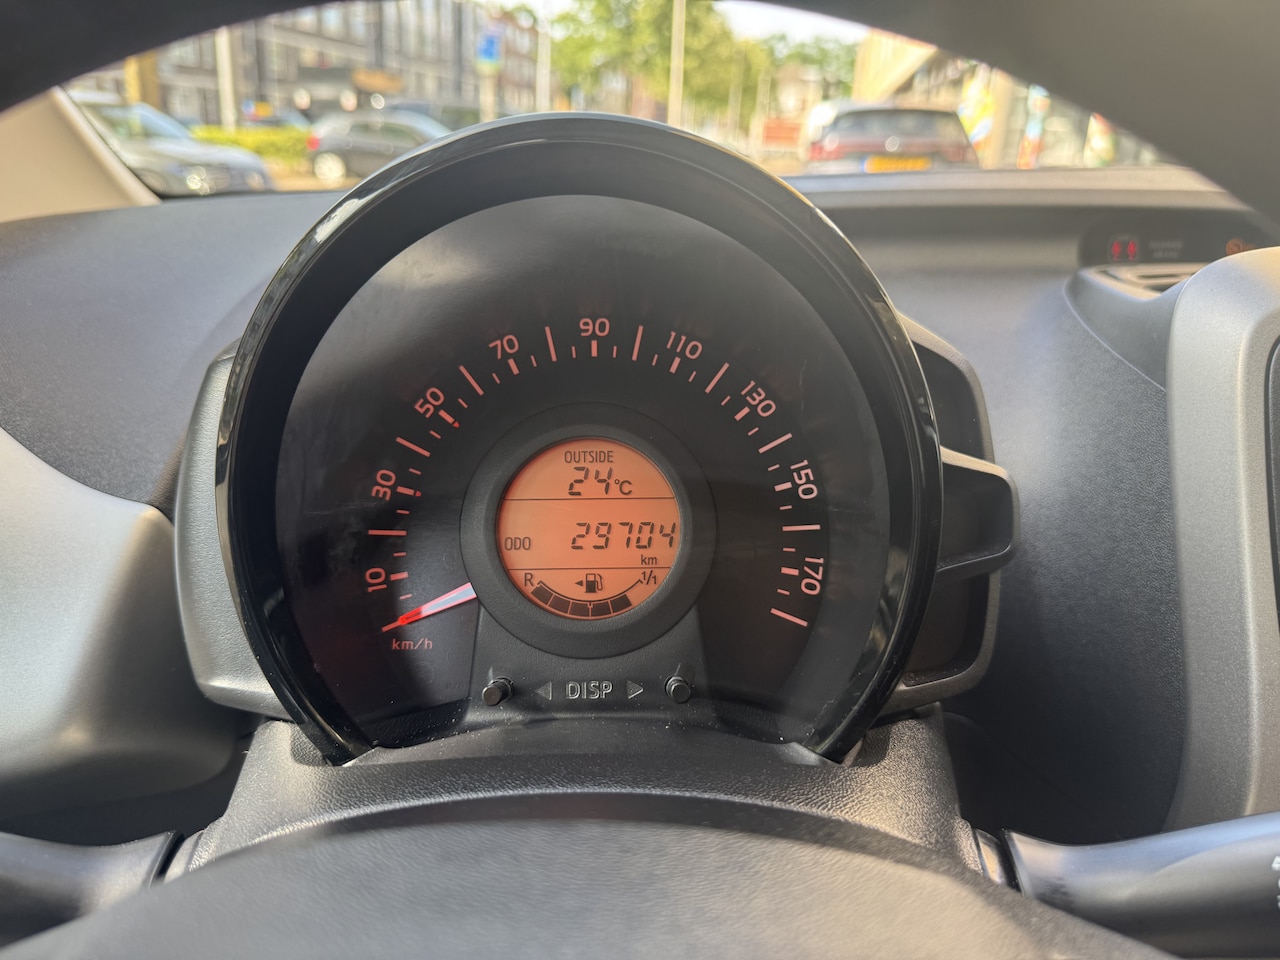 10
30
50
70
90
110
130
150
170
km/h
OUTSIDE
24°C
ODO 29704
km
R 1/1
DISP